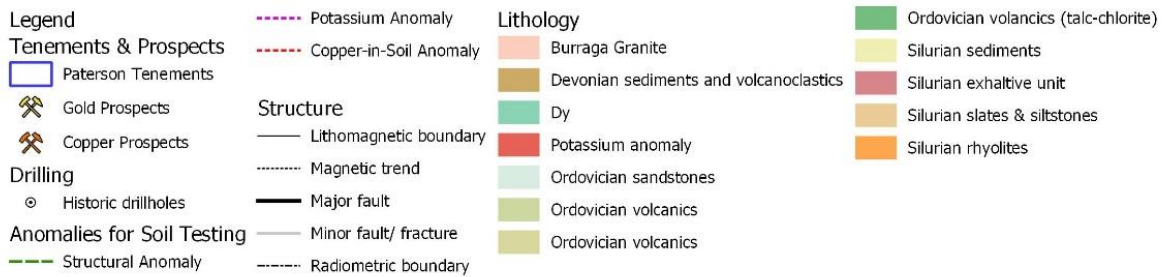 Legend
Tenements & Prospects
Paterson Tenements
Gold Prospects
Copper Prospects
Drilling
Historic drillholes
Anomalies for Soil Testing
Structural Anomaly
Potassium Anomaly
Copper-in-Soil Anomaly
Structure
Lithomagnetic boundary
Magnetic trend
Major fault
Minor fault/ fracture
Radiometric boundary
Lithology
Burraga Granite
Devonian sediments and volcanoclastics
Dy
Potassium anomaly
Ordovician sandstones
Ordovician volcanics
Ordovician volcanics
Ordovician volancics (talc-chlorite)
Silurian sediments
Silurian exhaltive unit
Silurian slates & siltstones
Silurian rhyolites